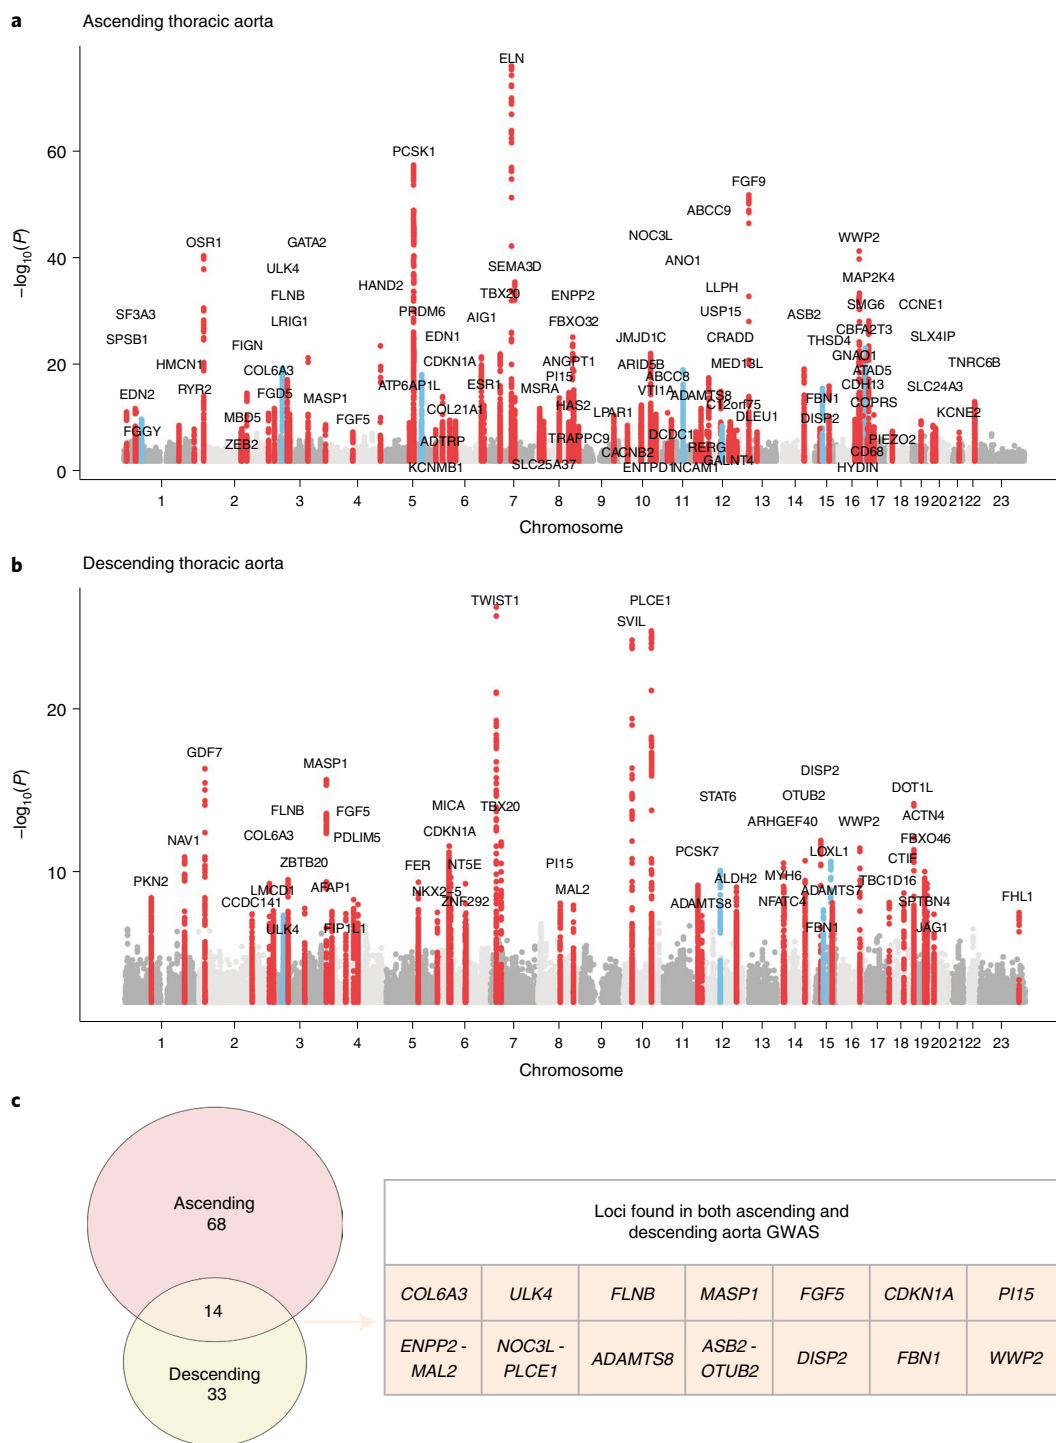 a
Ascending thoracic aorta
ELN
PCSK1
FGF9
ABCC9
OSR1
GATA2
NOC3L
WWP2
ULK4
ANO1
SEMA3D
MAP2K4
HAND2
FLNB
TBX20
ENPP2
LLPH
SMG6
CCNE1
SF3A3
LRIG1
PRDM6
AIG1
FBXO32
USP15
ASB2
CBFA2T3
SPSB1
FIGN
EDN1
JMJD1C
CRADD
THSD4
SLX4IP
HMCN1
COL6A3
CDKN1A
ANGPT1
ARID5B
MED13L
GNAO1
TNRC6B
ATAD5
RYR2
ATP6AP1L
ESR1
MSRA
PI15
ABCC8
CDH13
SLC24A3
EDN2
FGD5
MASP1
VTI1A
ADAMTS8
FBN1
COPRS
MBD5
FGF5
COL21A1
HAS2
LPAR1
C12orf75
DISP2
KCNE2
FGGY
ZEB2
ADTRP
TRAPPC9
DCDC1
DLEU1
PIEZO2
CACNB2
RERG
CD68
KCNMB1
SLC25A37
ENTPD1
NCAM1
GALNT4
HYDIN
60
40
20
0
−log10(P)
1 2 3 4 5 6 7 8 9 10 11 12 13 14 15 16 17 18 19 20 21 22 23
Chromosome
b
Descending thoracic aorta
TWIST1
PLCE1
SVIL
GDF7
MASP1
DISP2
DOT1L
FLNB
FGF5
MICA
TBX20
STAT6
OTUB2
ACTN4
COL6A3
PDLIM5
CDKN1A
ARHGEF40
WWP2
FBXO46
NAV1
ZBTB20
FER
NT5E
PI15
PCSK7
LOXL1
CTIF
PKN2
LMCD1
AFAP1
NKX2-5
MAL2
ALDH2
MYH6
ADAMTS7
TBC1D16
FHL1
CCDC141
ZNF292
ADAMTS8
NFATC4
SPTBN4
ULK4
FIP1L1
FBN1
JAG1
20
10
−log10(P)
1 2 3 4 5 6 7 8 9 10 11 12 13 14 15 16 17 18 19 20 21 22 23
Chromosome
c
Ascending
68
14
Descending
33
Loci found in both ascending and
descending aorta GWAS
COL6A3 ULK4 FLNB MASP1 FGF5 CDKN1A PI15
ENPP2 -
MAL2
NOC3L -
PLCE1
ADAMTS8
ASB2 -
OTUB2
DISP2
FBN1
WWP2